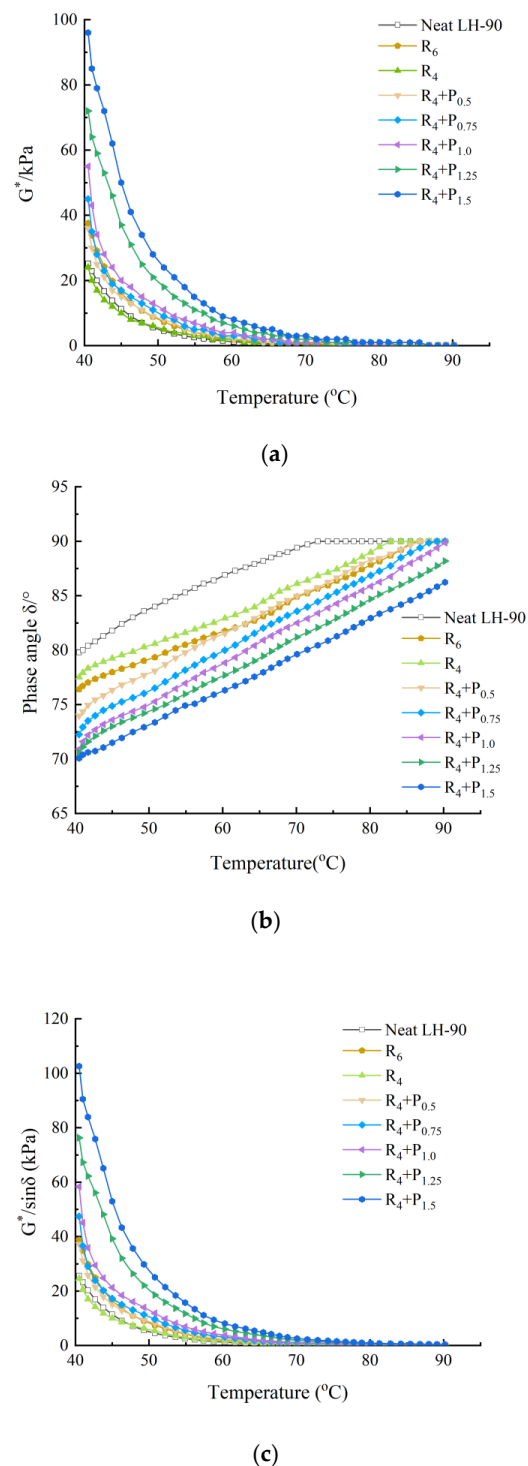 G*/kPa
100
80
60
40
20
0
40 50 60 70 80 90
Temperature (°C)
Neat LH-90
R₆
R₄
R₄+P₀.₅
R₄+P₀.₇₅
R₄+P₁.₀
R₄+P₁.₂₅
R₄+P₁.₅
(a)
Phase angle δ/°
95
90
85
80
75
70
65
40 50 60 70 80 90
Temperature(°C)
Neat LH-90
R₆
R₄
R₄+P₀.₅
R₄+P₀.₇₅
R₄+P₁.₀
R₄+P₁.₂₅
R₄+P₁.₅
(b)
G*/sinδ (kPa)
120
100
80
60
40
20
0
40 50 60 70 80 90
Temperature (°C)
Neat LH-90
R₆
R₄
R₄+P₀.₅
R₄+P₀.₇₅
R₄+P₁.₀
R₄+P₁.₂₅
R₄+P₁.₅
(c)